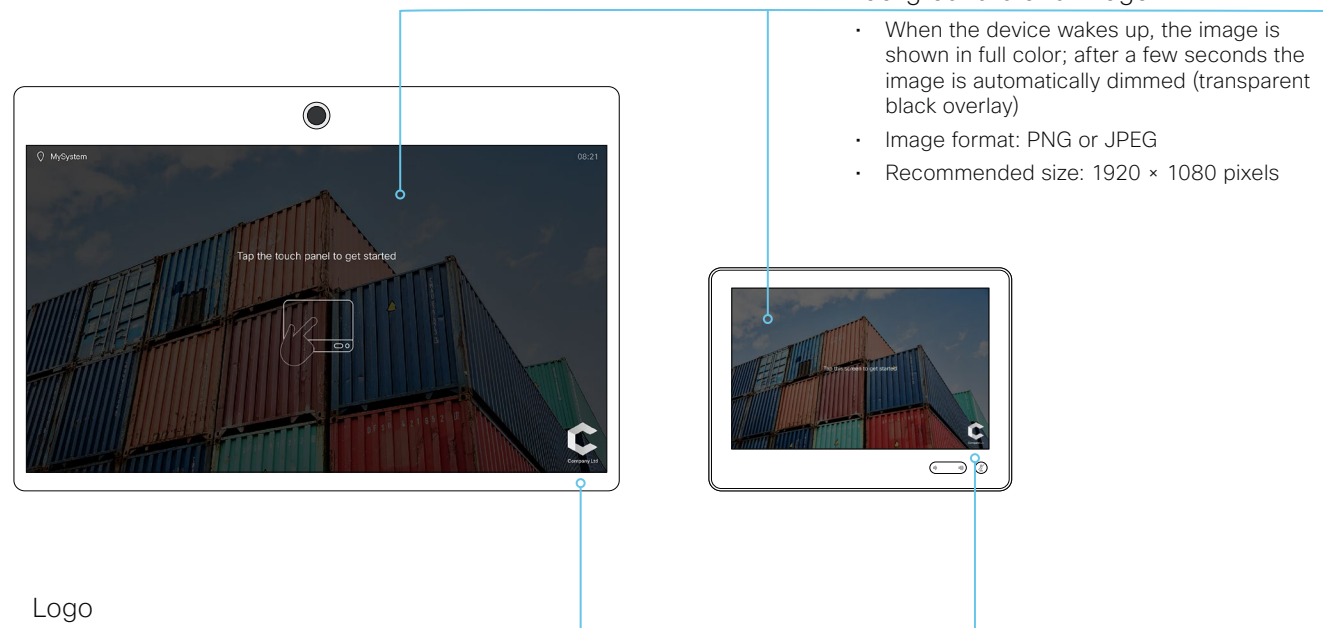 • When the device wakes up, the image is
shown in full color; after a few seconds the
image is automatically dimmed (transparent
black overlay)
• Image format: PNG or JPEG
• Recommended size: 1920 × 1080 pixels
MySystem
08:21
Tap the touch panel to get started
Company Ltd
Tap the screen to get started
Logo